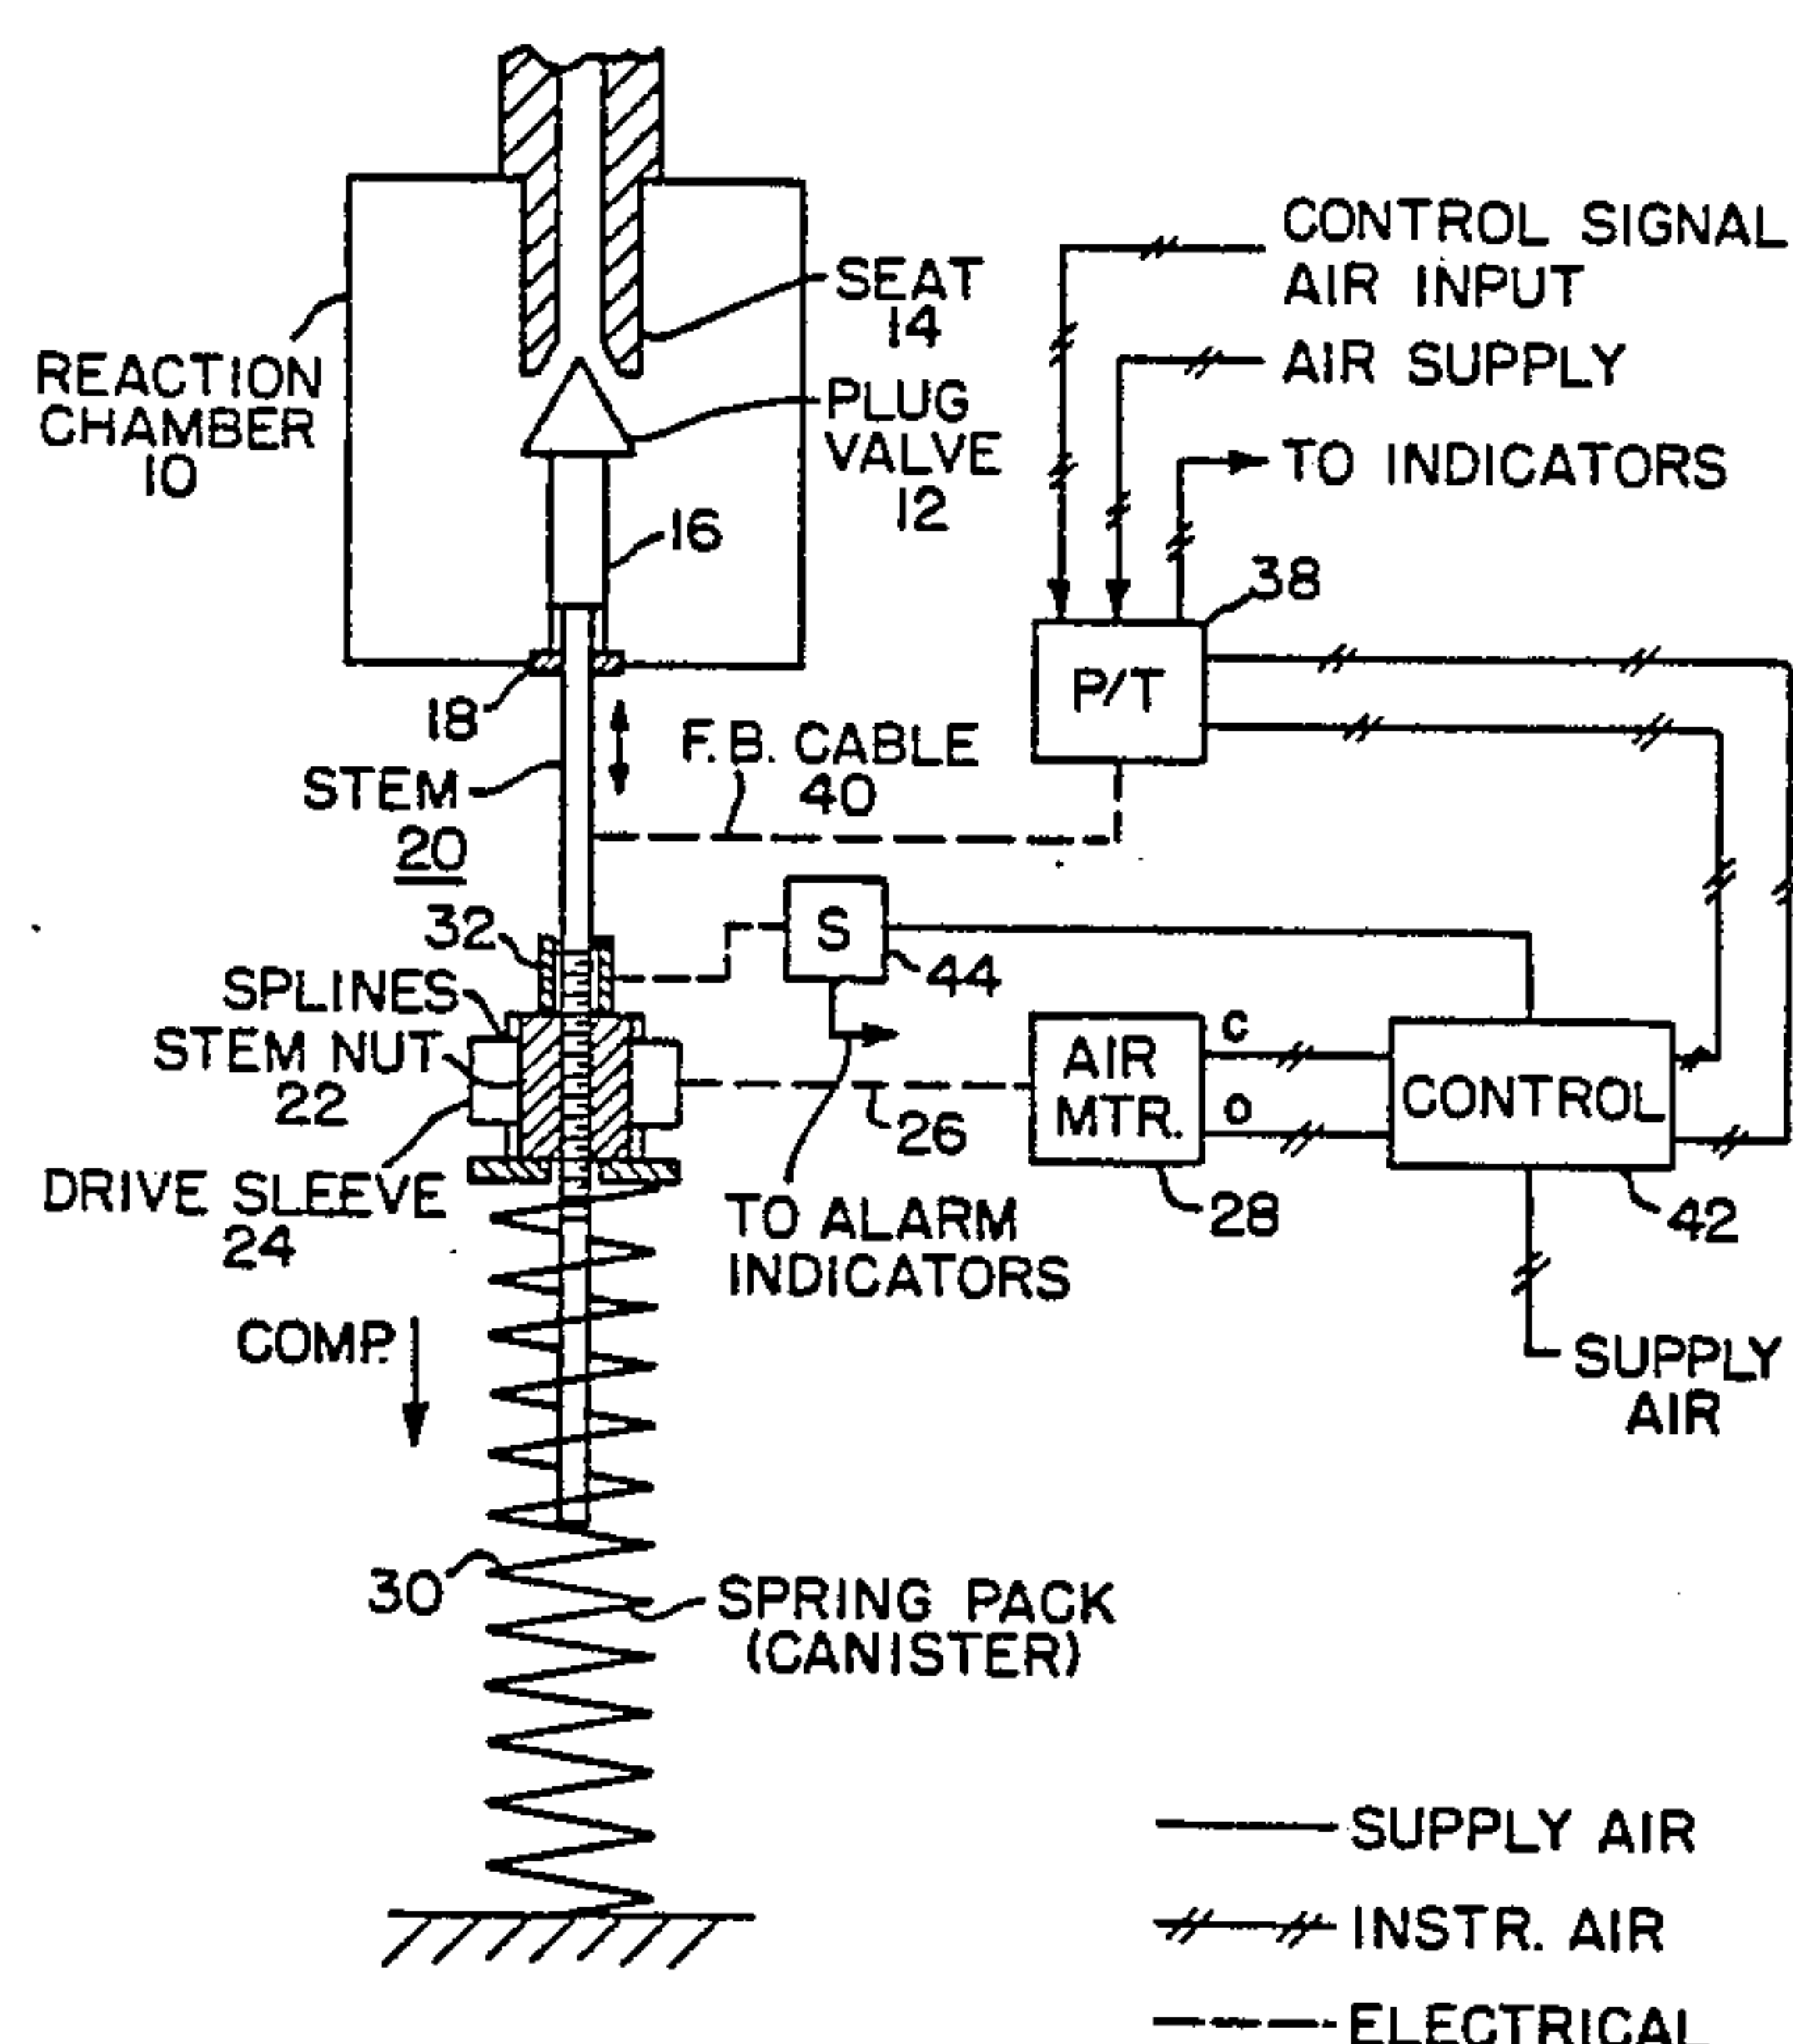 REACTION
CHAMBER
10
SEAT
14
PLUG
VALVE
12
16
18
STEM
20
F.B. CABLE
40
CONTROL SIGNAL
AIR INPUT
AIR SUPPLY
TO INDICATORS
38
P/T
32
SPLINES
STEM NUT
22
DRIVE SLEEVE
24
S
44
26
TO ALARM
INDICATORS
AIR
MTR.
28
C
O
CONTROL
42
SUPPLY
AIR
COMP.
30
SPRING PACK
(CANISTER)
SUPPLY AIR
INSTR. AIR
ELECTRICAL